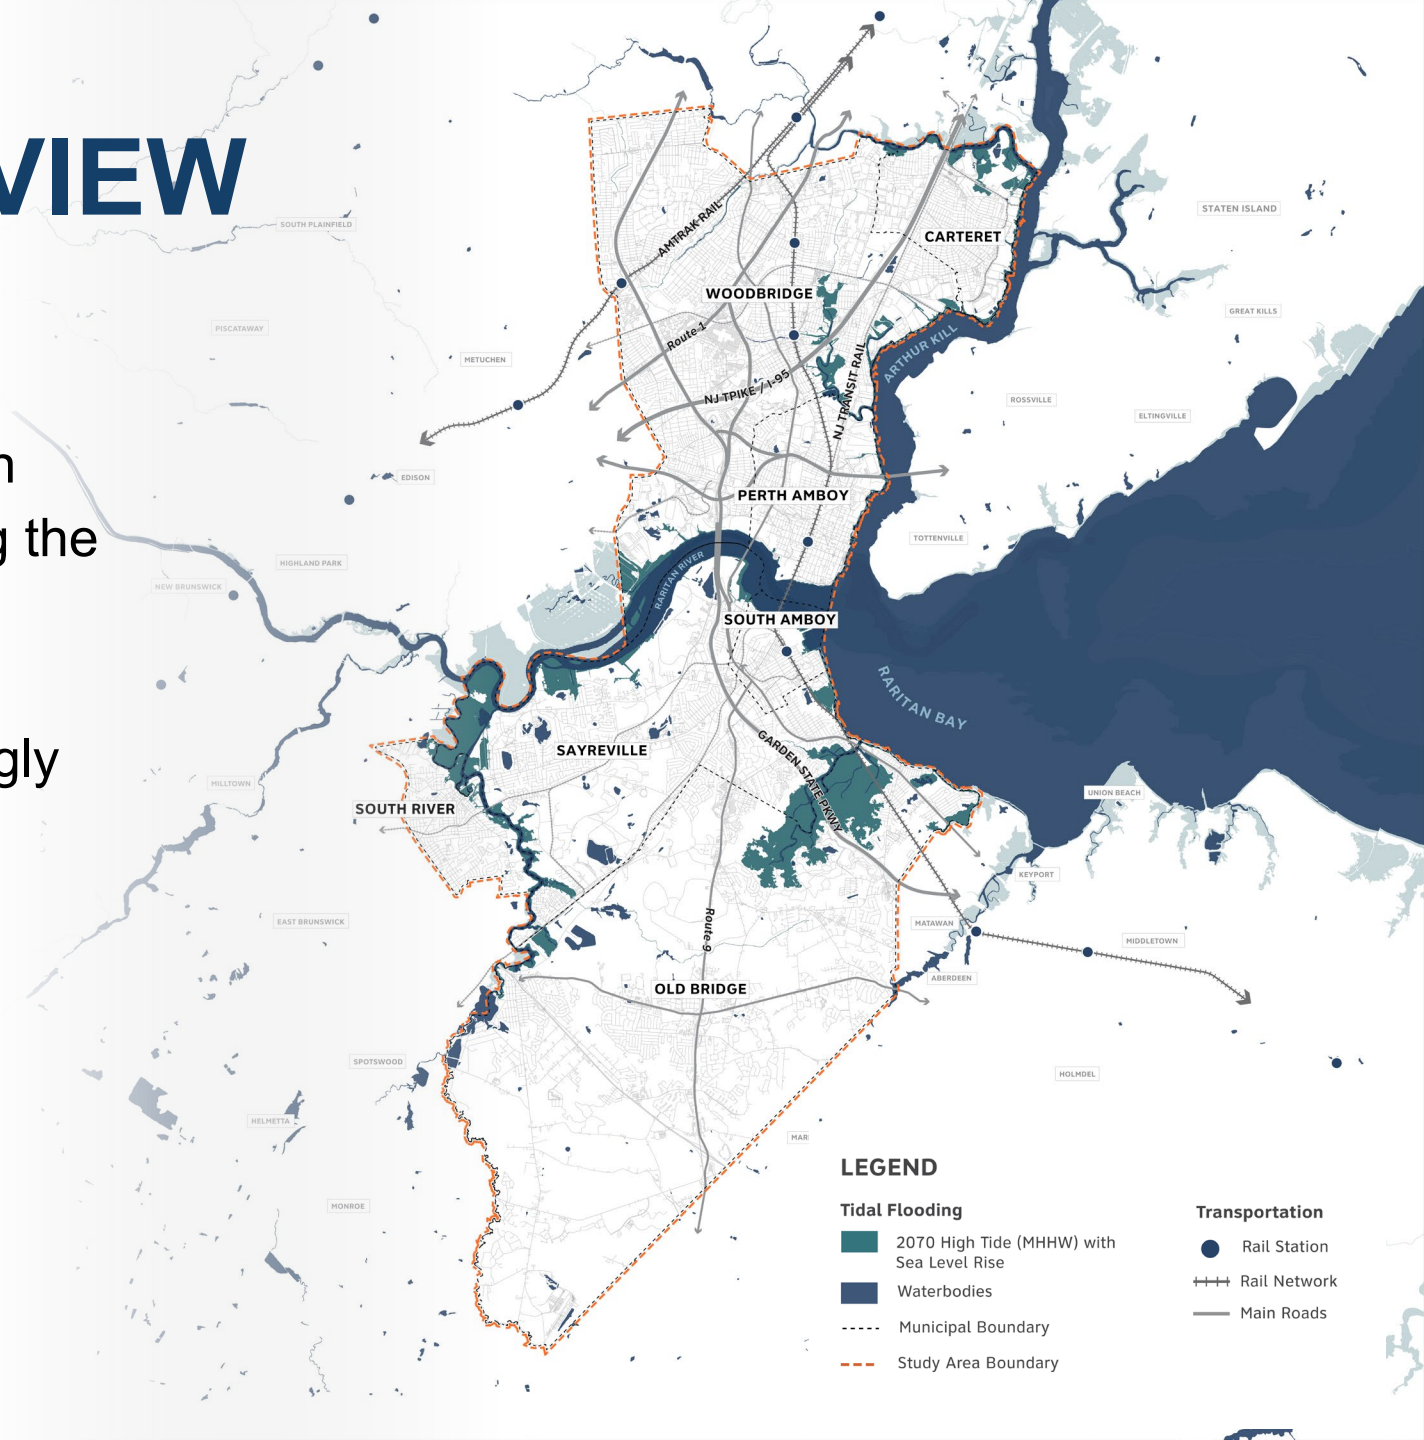 VIEW
n
g the
gly
STATEN ISLAND
SOUTH PLAINFIELD
CARTERET
AMTRAK RAIL
WOODBRIDGE
GREAT KILLS
PISCATAWAY
Route 1
ARTHUR KILL
METUCHEN
NJ TPIKE / I-95
NJ TRANSIT RAIL
ROSSVILLE
ELTINGVILLE
EDISON
PERTH AMBOY
TOTTENVILLE
HIGHLAND PARK
RARITAN RIVER
NEW BRUNSWICK
SOUTH AMBOY
RARITAN BAY
SAYREVILLE
GARDEN STATE PKWY
MILLTOWN
UNION BEACH
SOUTH RIVER
KEYPORT
EAST BRUNSWICK
Route 9
MATAWAN
MIDDLETOWN
ABERDEEN
OLD BRIDGE
SPOTSWOOD
HOLMDEL
HELMETTA
MAR
MONROE
LEGEND
Tidal Flooding
2070 High Tide (MHHW) with
Sea Level Rise
Waterbodies
Municipal Boundary
Study Area Boundary
Transportation
Rail Station
Rail Network
Main Roads